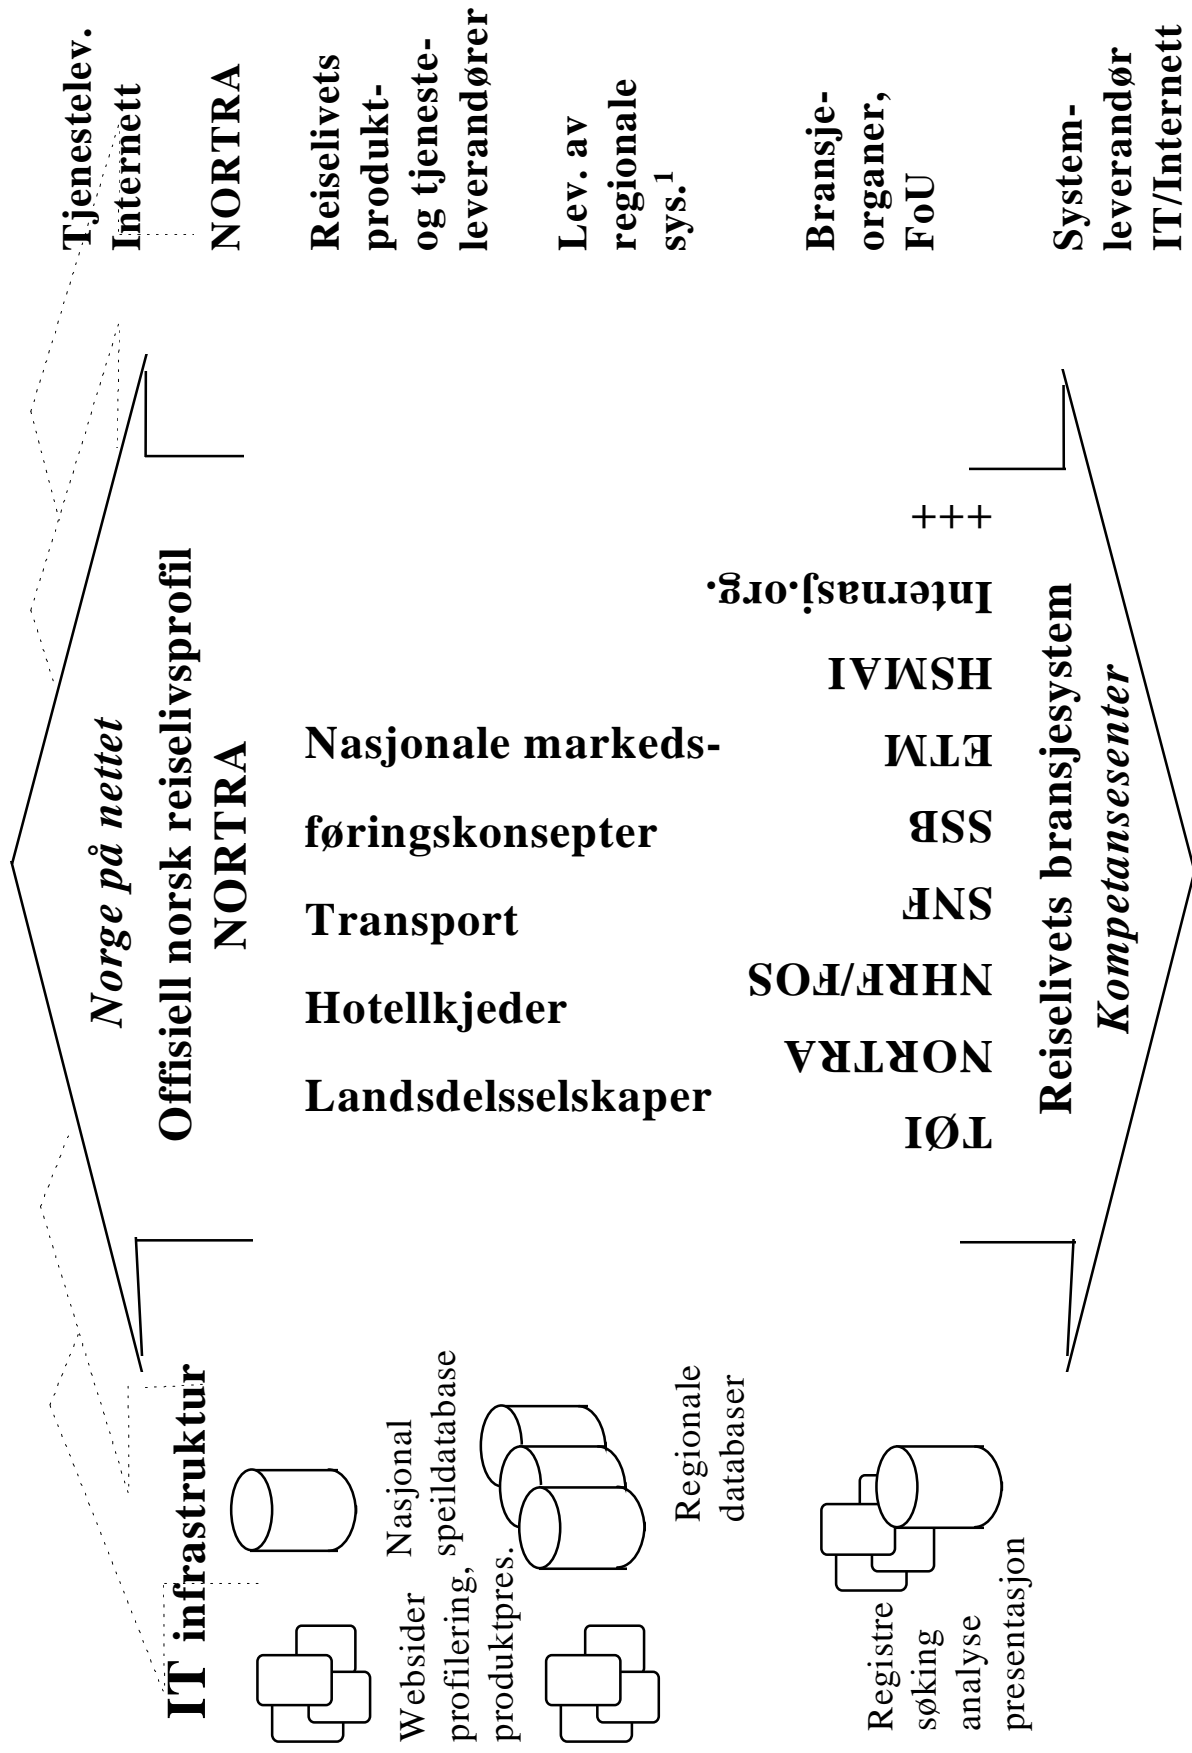 IT infrastruktur
Websider
profilering,
produktpres.
Nasjonal
speildatabase
Regionale
databaser
Registre
søking
analyse
presentasjon
Norge på nettet
Offisiell norsk reiselivsprofil
NORTRA
Nasjonale markeds-
føringskonsepter
Transport
Hotellkjeder
Landsdelsselskaper
TØI
NORTRA
NHRF/FOS
SNF
SSB
ETM
HSMAI
Internasj.org.
+++
Reiselivets bransjesystem
Kompetansesenter
Tjenestelev.
Internett
NORTRA
Reiselivets
produkt-
og tjeneste-
leverandører
Lev. av
regionale
sys.¹
Bransje-
organer,
FoU
System-
leverandør
IT/Internett